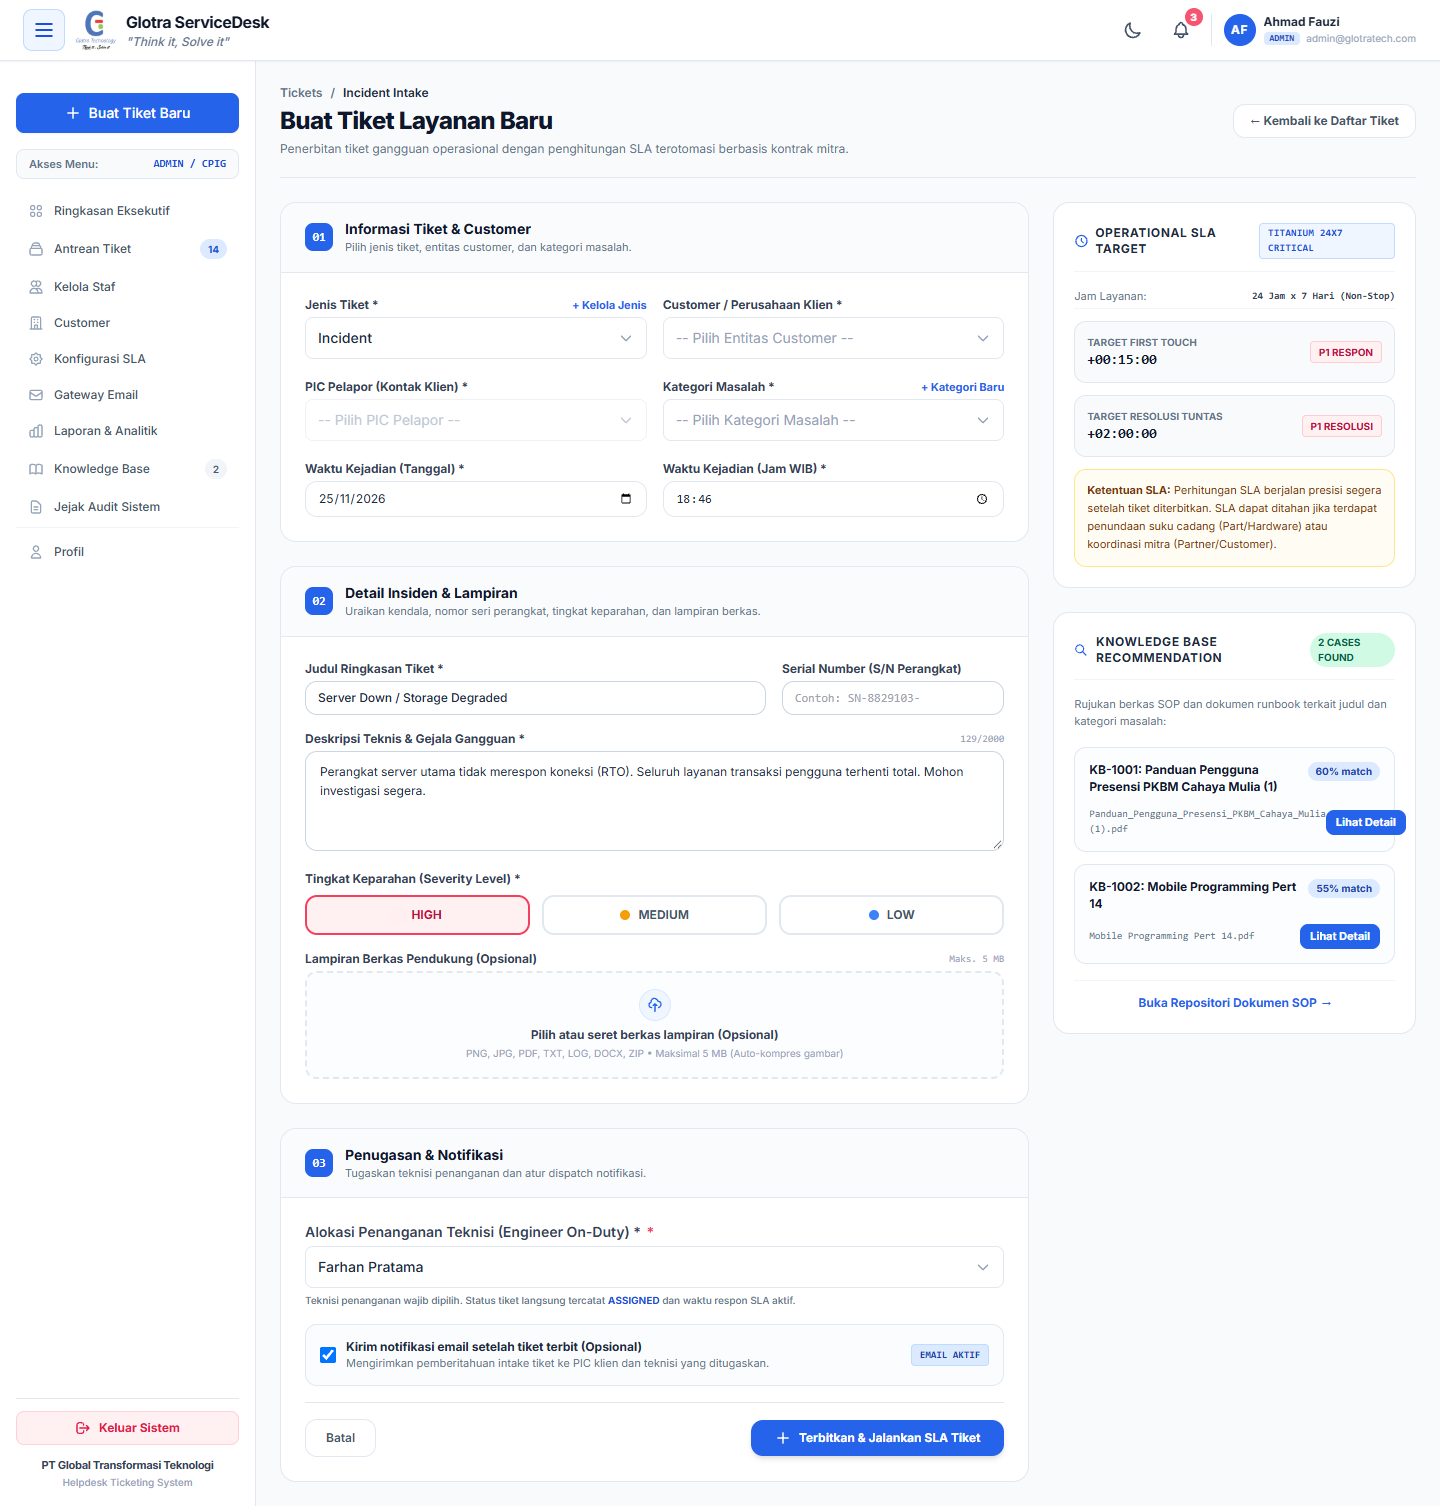 Glotra ServiceDesk
"Think it, Solve it"
3
AF
Ahmad Fauzi
ADMIN admin@glotratech.com
Buat Tiket Baru
Akses Menu: ADMIN / CPIG
Ringkasan Eksekutif
Antrean Tiket 14
Kelola Staf
Customer
Konfigurasi SLA
Gateway Email
Laporan & Analitik
Knowledge Base 2
Jejak Audit Sistem
Profil
Keluar Sistem
PT Global Transformasi Teknologi
Helpdesk Ticketing System
Tickets / Incident Intake
Buat Tiket Layanan Baru
Penerbitan tiket gangguan operasional dengan penghitungan SLA terotomasi berbasis kontrak mitra.
← Kembali ke Daftar Tiket
01
Informasi Tiket & Customer
Pilih jenis tiket, entitas customer, dan kategori masalah.
Jenis Tiket * + Kelola Jenis
Incident
Customer / Perusahaan Klien *
-- Pilih Entitas Customer --
PIC Pelapor (Kontak Klien) *
-- Pilih PIC Pelapor --
Kategori Masalah * + Kategori Baru
-- Pilih Kategori Masalah --
Waktu Kejadian (Tanggal) *
25/11/2026
Waktu Kejadian (Jam WIB) *
18:46
02
Detail Insiden & Lampiran
Uraikan kendala, nomor seri perangkat, tingkat keparahan, dan lampiran berkas.
Judul Ringkasan Tiket *
Server Down / Storage Degraded
Serial Number (S/N Perangkat)
Contoh: SN-8829103-
Deskripsi Teknis & Gejala Gangguan * 129/2000
Perangkat server utama tidak merespon koneksi (RTO). Seluruh layanan transaksi pengguna terhenti total. Mohon
investigasi segera.
Tingkat Keparahan (Severity Level) *
HIGH
MEDIUM
LOW
Lampiran Berkas Pendukung (Opsional) Maks. 5 MB
Pilih atau seret berkas lampiran (Opsional)
PNG, JPG, PDF, TXT, LOG, DOCX, ZIP • Maksimal 5 MB (Auto-kompres gambar)
03
Penugasan & Notifikasi
Tugaskan teknisi penanganan dan atur dispatch notifikasi.
Alokasi Penanganan Teknisi (Engineer On-Duty) * *
Farhan Pratama
Teknisi penanganan wajib dipilih. Status tiket langsung tercatat ASSIGNED dan waktu respon SLA aktif.
Kirim notifikasi email setelah tiket terbit (Opsional)
Mengirimkan pemberitahuan intake tiket ke PIC klien dan teknisi yang ditugaskan.
EMAIL AKTIF
Batal
Terbitkan & Jalankan SLA Tiket
OPERATIONAL SLA
TARGET
TITANIUM 24X7
CRITICAL
Jam Layanan: 24 Jam x 7 Hari (Non-Stop)
TARGET FIRST TOUCH
+00:15:00
P1 RESPON
TARGET RESOLUSI TUNTAS
+02:00:00
P1 RESOLUSI
Ketentuan SLA: Perhitungan SLA berjalan presisi segera
setelah tiket diterbitkan. SLA dapat ditahan jika terdapat
penundaan suku cadang (Part/Hardware) atau
koordinasi mitra (Partner/Customer).
KNOWLEDGE BASE
RECOMMENDATION
2 CASES
FOUND
Rujukan berkas SOP dan dokumen runbook terkait judul dan
kategori masalah:
KB-1001: Panduan Pengguna
Presensi PKBM Cahaya Mulia (1)
60% match
Panduan_Pengguna_Presensi_PKBM_Cahaya_Mulia
(1).pdf
Lihat Detail
KB-1002: Mobile Programming Pert
14
55% match
Mobile Programming Pert 14.pdf
Lihat Detail
Buka Repositori Dokumen SOP →